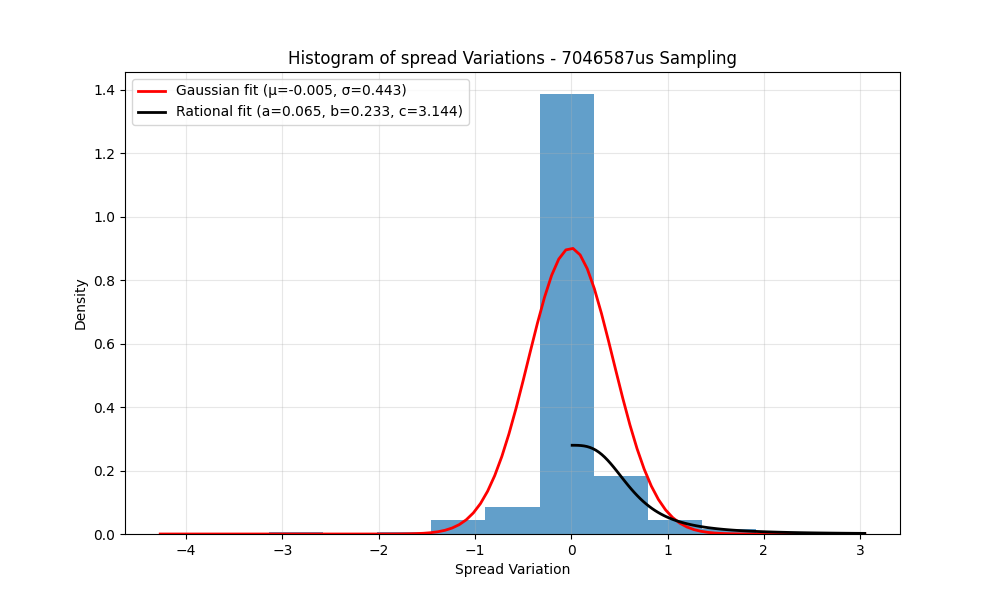 Histogram of spread Variations - 7046587us Sampling
Gaussian fit (μ=-0.005, σ=0.443)
Rational fit (a=0.065, b=0.233, c=3.144)
Density
1.4
1.2
1.0
0.8
0.6
0.4
0.2
0.0
−4 −3 −2 −1 0 1 2 3
Spread Variation